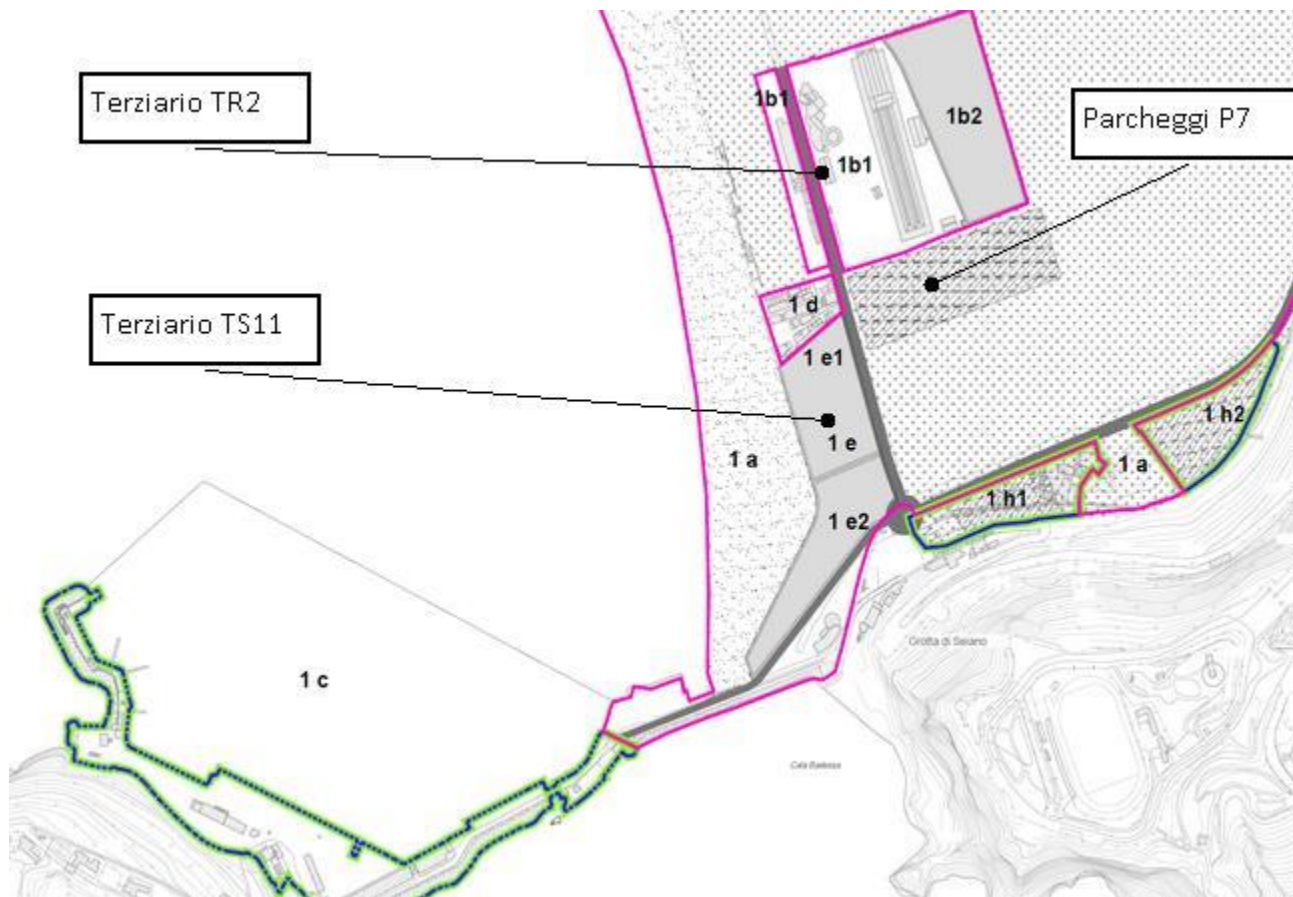 Terziario TR2
1b1
1b1
1b2
Parcheggi P7
1 d
Terziario TS11
1 e1
1 e
1 a
1 h2
1 a
1 h1
1 e2
Grotta di Seiano
1 c
Cala Badessa